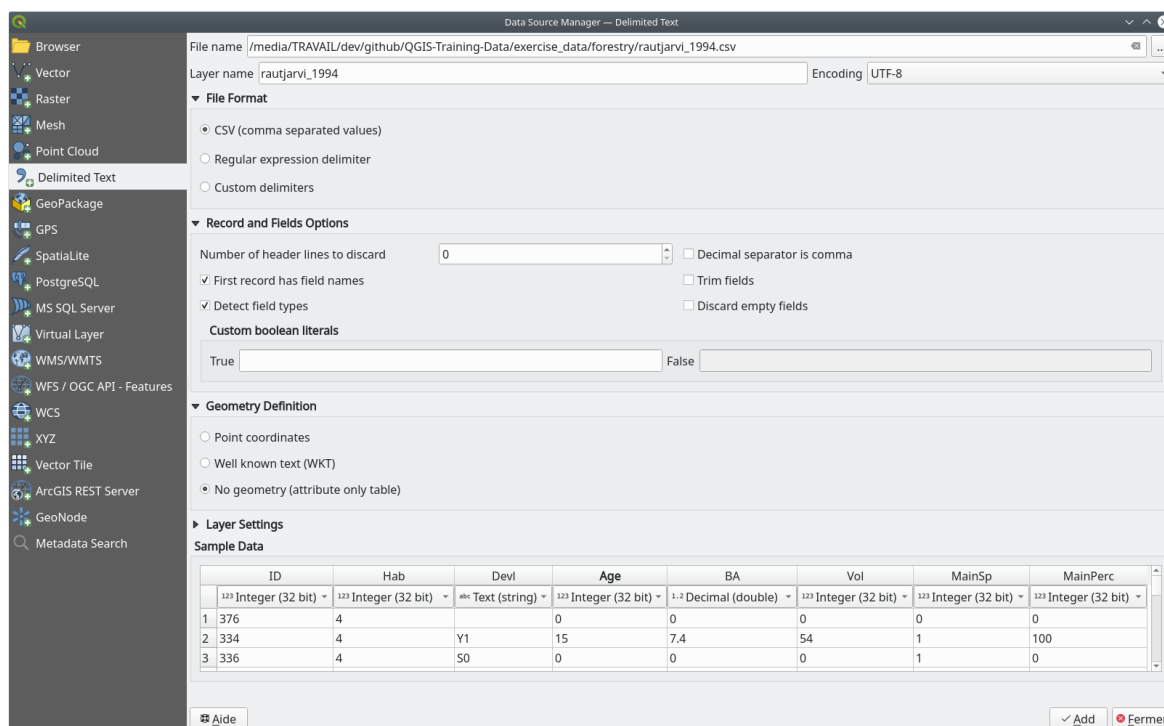 Data Source Manager — Delimited Text
Browser
Vector
Raster
Mesh
Point Cloud
Delimited Text
GeoPackage
GPS
SpatiaLite
PostgreSQL
MS SQL Server
Virtual Layer
WMS/WMTS
WFS / OGC API - Features
WCS
XYZ
Vector Tile
ArcGIS REST Server
GeoNode
Metadata Search
File name /media/TRAVAIL/dev/github/QGIS-Training-Data/exercise_data/forestry/rautjarvi_1994.csv ...
Layer name rautjarvi_1994 Encoding UTF-8
File Format
CSV (comma separated values)
Regular expression delimiter
Custom delimiters
Record and Fields Options
Number of header lines to discard 0 Decimal separator is comma
First record has field names Trim fields
Detect field types Discard empty fields
Custom boolean literals
True False
Geometry Definition
Point coordinates
Well known text (WKT)
No geometry (attribute only table)
Layer Settings
Sample Data
ID Hab Devl Age BA Vol MainSp MainPerc
123 Integer (32 bit) 123 Integer (32 bit) abc Text (string) 123 Integer (32 bit) 1.2 Decimal (double) 123 Integer (32 bit) 123 Integer (32 bit) 123 Integer (32 bit)
1 376 4 0 0 0 0 0
2 334 4 Y1 15 7.4 54 1 100
3 336 4 S0 0 0 0 1 0
Aide Add Fermer